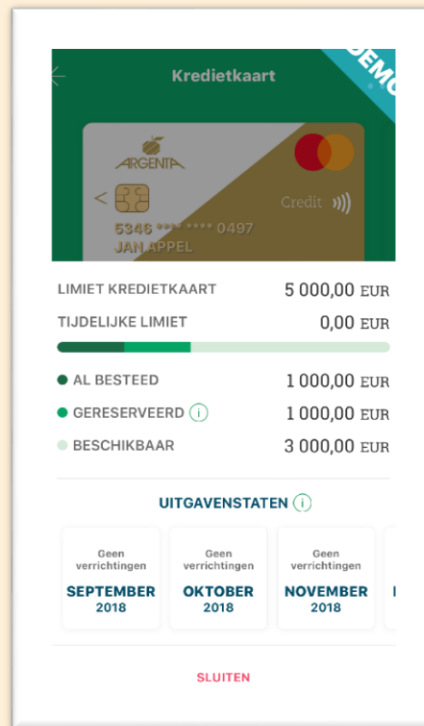 DEMO
Kredietkaart
ARGENTA
Credit
5346 **** **** 0497
JAN APPEL
LIMIET KREDIETKAART 5 000,00 EUR
TIJDELIJKE LIMIET 0,00 EUR
AL BESTEED 1 000,00 EUR
GERESERVEERD i 1 000,00 EUR
BESCHIKBAAR 3 000,00 EUR
UITGAVENSTATEN i
Geen Geen Geen
verrichtingen verrichtingen verrichtingen
SEPTEMBER OKTOBER NOVEMBER
2018 2018 2018
SLUITEN